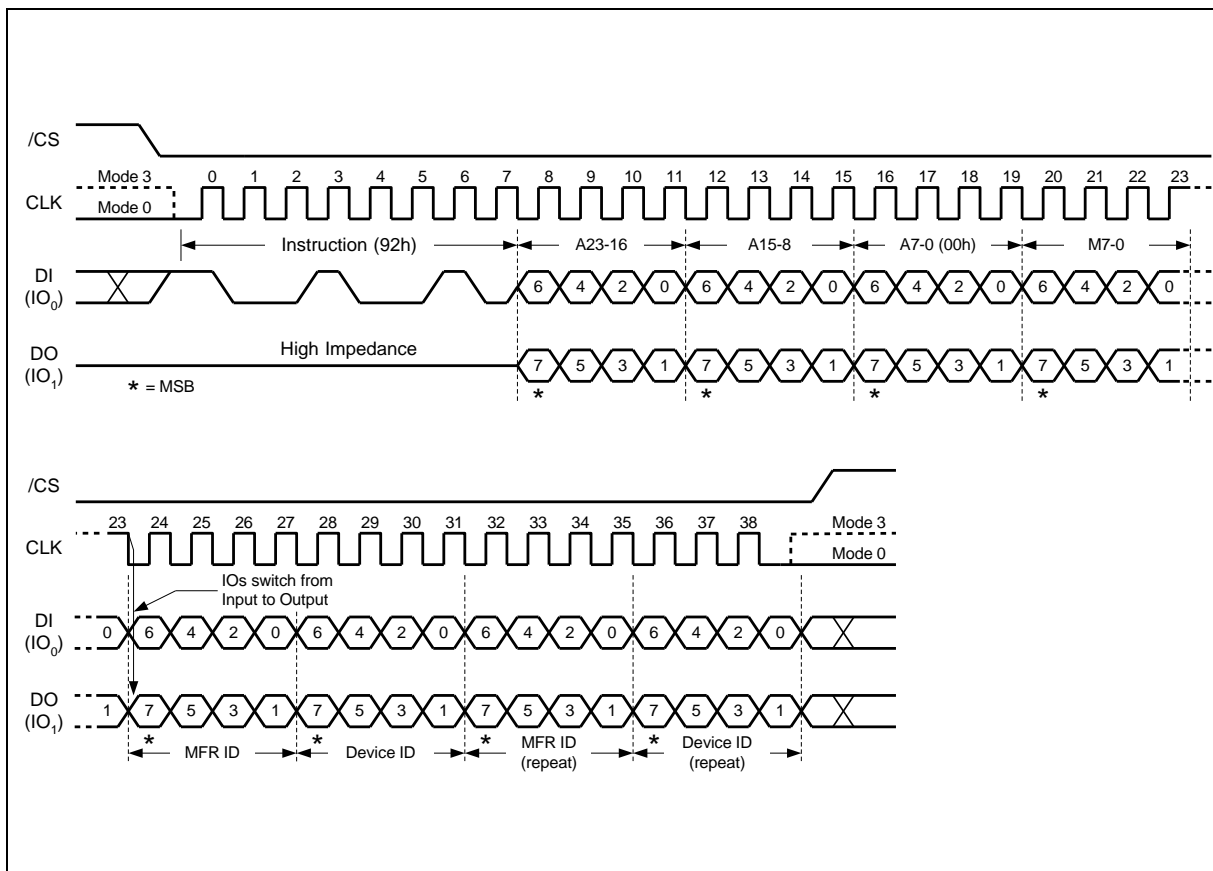 /CS
Mode 3
0 1 2 3 4 5 6 7 8 9 10 11 12 13 14 15 16 17 18 19 20 21 22 23
CLK
Mode 0
Instruction (92h) A23-16 A15-8 A7-0 (00h) M7-0
DI
(IO0)
6 4 2 0 6 4 2 0 6 4 2 0 6 4 2 0
High Impedance
DO
(IO1)
7 5 3 1 7 5 3 1 7 5 3 1 7 5 3 1
* = MSB
* * * *
/CS
23 24 25 26 27 28 29 30 31 32 33 34 35 36 37 38
Mode 3
CLK
Mode 0
IOs switch from
Input to Output
DI
(IO0)
0 6 4 2 0 6 4 2 0 6 4 2 0 6 4 2 0
DO
(IO1)
1 7 5 3 1 7 5 3 1 7 5 3 1 7 5 3 1
* * * *
MFR ID Device ID MFR ID
(repeat)
Device ID
(repeat)